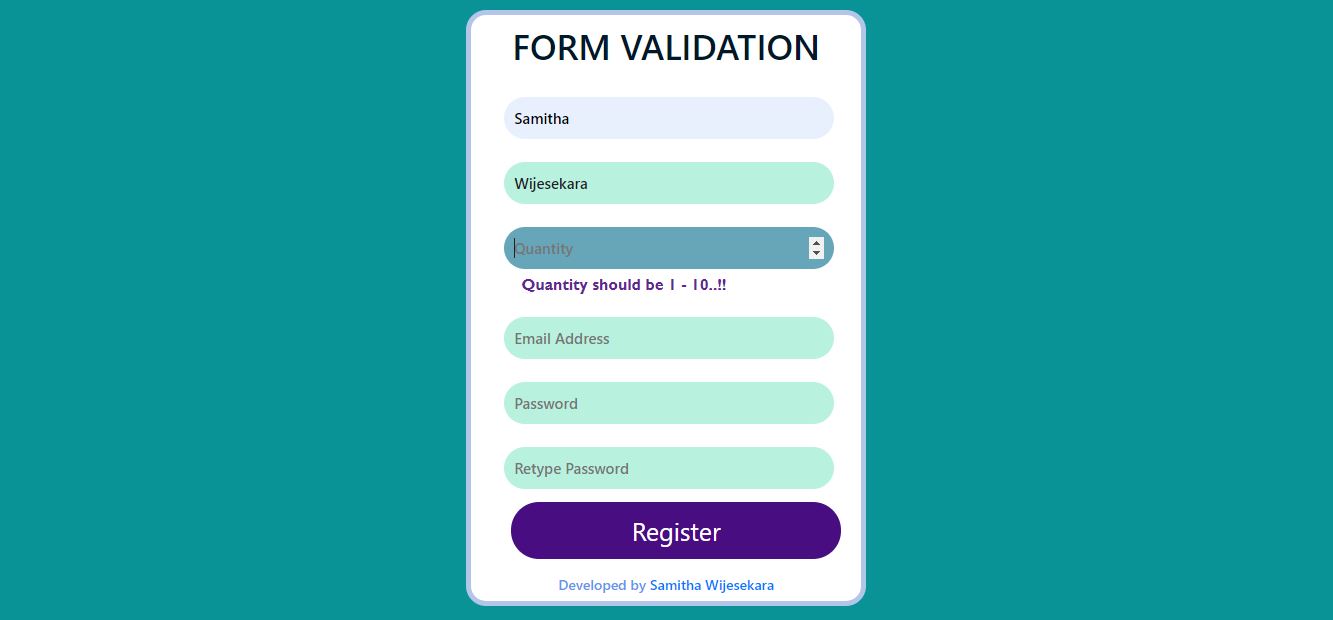 FORM VALIDATION
Samitha
Wijesekara
Quantity
Quantity should be 1 - 10..!!
Email Address
Password
Retype Password
Register
Developed by Samitha Wijesekara